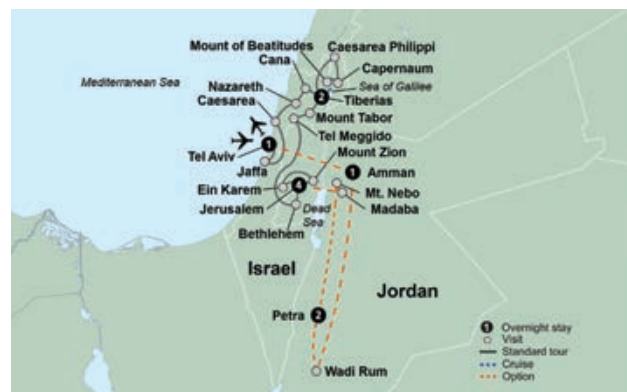 Mount of Beatitudes
Caesarea Philippi
Cana
Capernaum
Mediterranean Sea
Nazareth
Sea of Galilee
Caesarea
2
Tiberias
Mount Tabor
Tel Meggido
1
Tel Aviv
Mount Zion
Jaffa
1
Amman
Ein Karem
4
Mt. Nebo
Jerusalem
Madaba
Dead
Sea
Bethlehem
Israel
Jordan
Petra
2
1 Overnight stay
Visit
Standard tour
Cruise
Option
Wadi Rum